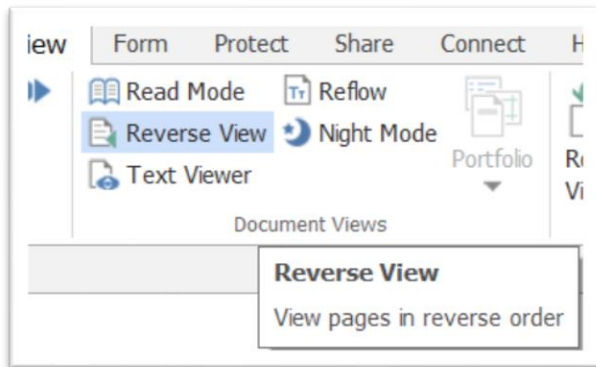 iew Form Protect Share Connect H
Read Mode Reflow
Reverse View Night Mode
Portfolio
Text Viewer
R
Vi
Document Views
Reverse View
View pages in reverse order